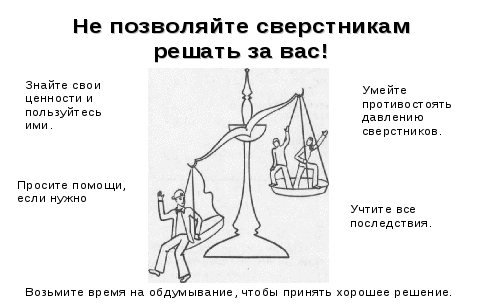 Не позволяйте сверстникам
решать за вас!
Знайте свои
ценности и
пользуйтесь
ими.
Умейте
противостоять
давлению
сверстников.
Просите помощи,
если нужно
Учтите все
последствия.
Возьмите время на обдумывание, чтобы принять хорошее решение.